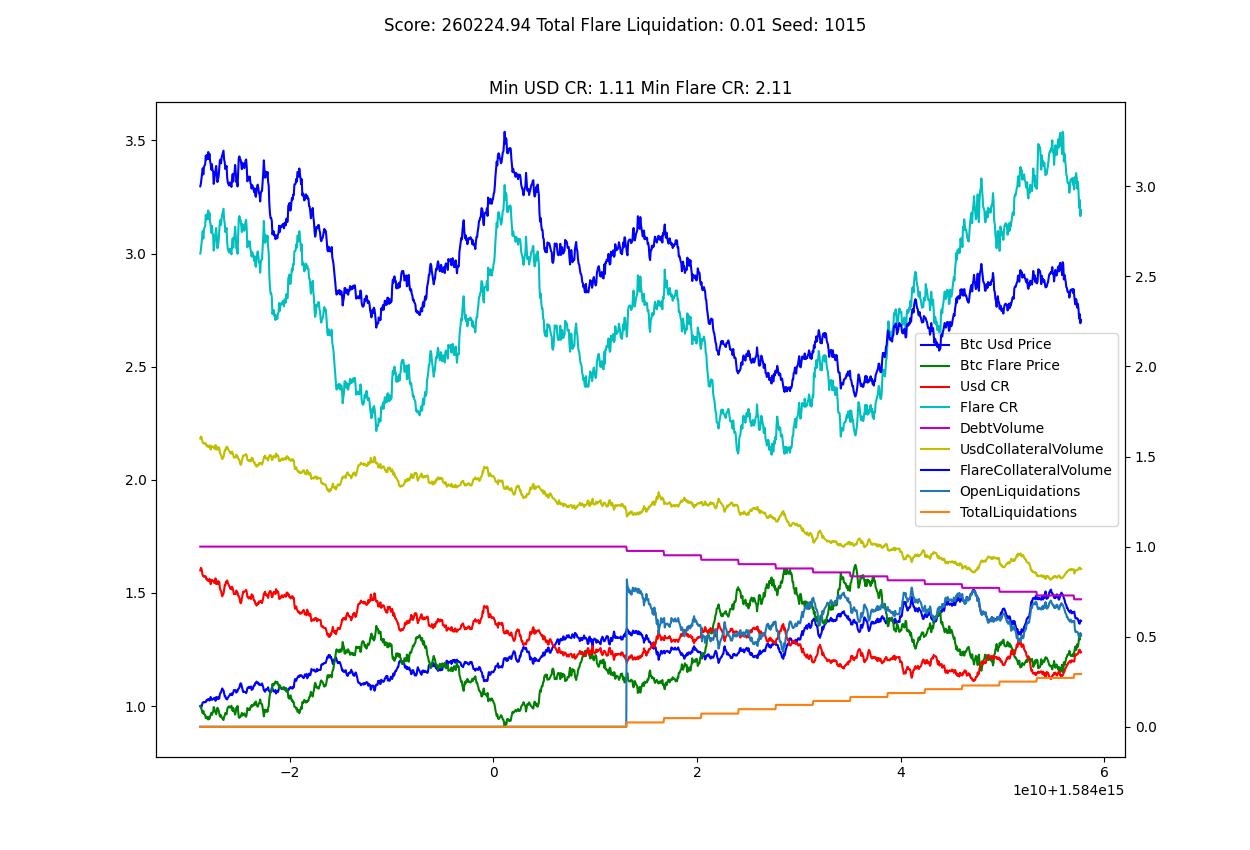 Score: 260224.94 Total Flare Liquidation: 0.01 Seed: 1015
Min USD CR: 1.11 Min Flare CR: 2.11
3.5
3.0
2.5
2.0
1.5
1.0
3.0
2.5
2.0
1.5
1.0
0.5
0.0
Btc Usd Price
Btc Flare Price
Usd CR
Flare CR
DebtVolume
UsdCollateralVolume
FlareCollateralVolume
OpenLiquidations
TotalLiquidations
−2 0 2 4 6
1e10+1.584e15